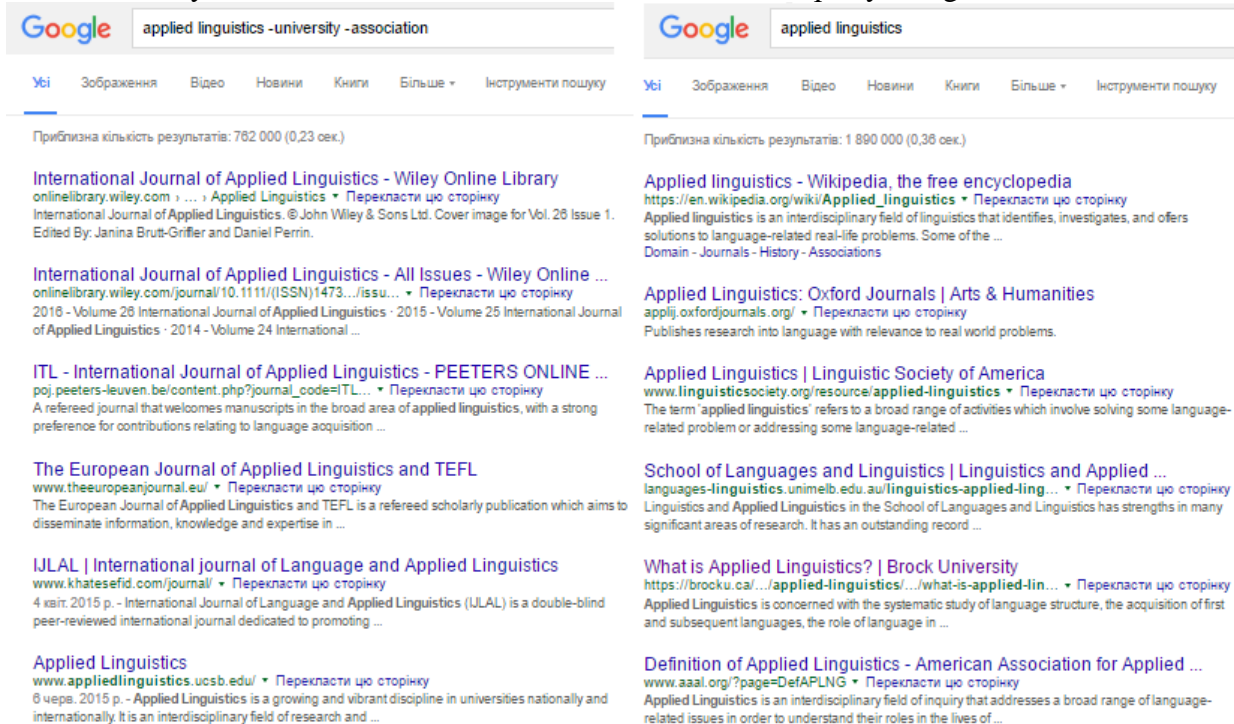 Google
applied linguistics -university -association
Усі Зображення Відео Новини Книги Більше Інструменти пошуку
Приблизна кількість результатів: 762 000 (0,23 сек.)
International Journal of Applied Linguistics - Wiley Online Library
onlinelibrary.wiley.com › ... › Applied Linguistics ▾ Перекласти цю сторінку
International Journal of Applied Linguistics. © John Wiley & Sons Ltd. Cover image for Vol. 26 Issue 1.
Edited By: Janina Brutt-Griffler and Daniel Perrin.
International Journal of Applied Linguistics - All Issues - Wiley Online ...
onlinelibrary.wiley.com/journal/10.1111/(ISSN)1473.../issu... ▾ Перекласти цю сторінку
2016 - Volume 26 International Journal of Applied Linguistics · 2015 - Volume 25 International Journal
of Applied Linguistics · 2014 - Volume 24 International ...
ITL - International Journal of Applied Linguistics - PEETERS ONLINE ...
poj.peeters-leuven.be/content.php?journal_code=ITL... ▾ Перекласти цю сторінку
A refereed journal that welcomes manuscripts in the broad area of applied linguistics, with a strong
preference for contributions relating to language acquisition ...
The European Journal of Applied Linguistics and TEFL
www.theeuropeanjournal.eu/ ▾ Перекласти цю сторінку
The European Journal of Applied Linguistics and TEFL is a refereed scholarly publication which aims to
disseminate information, knowledge and expertise in ...
IJLAL | International journal of Language and Applied Linguistics
www.khatesefid.com/journal/ ▾ Перекласти цю сторінку
4 квіт. 2015 р. - International Journal of Language and Applied Linguistics (IJLAL) is a double-blind
peer-reviewed international journal dedicated to promoting ...
Applied Linguistics
www.appliedlinguistics.ucsb.edu/ ▾ Перекласти цю сторінку
6 черв. 2015 р. - Applied Linguistics is a growing and vibrant discipline in universities nationally and
internationally. It is an interdisciplinary field of research and ...
Google
applied linguistics
Усі Зображення Відео Новини Книги Більше Інструменти пошуку
Приблизна кількість результатів: 1 890 000 (0,36 сек.)
Applied linguistics - Wikipedia, the free encyclopedia
https://en.wikipedia.org/wiki/Applied_linguistics ▾ Перекласти цю сторінку
Applied linguistics is an interdisciplinary field of linguistics that identifies, investigates, and offers
solutions to language-related real-life problems. Some of the ...
Domain - Journals - History - Associations
Applied Linguistics: Oxford Journals | Arts & Humanities
applij.oxfordjournals.org/ ▾ Перекласти цю сторінку
Publishes research into language with relevance to real world problems.
Applied Linguistics | Linguistic Society of America
www.linguisticsociety.org/resource/applied-linguistics ▾ Перекласти цю сторінку
The term 'applied linguistics' refers to a broad range of activities which involve solving some language-
related problem or addressing some language-related ...
School of Languages and Linguistics | Linguistics and Applied ...
languages-linguistics.unimelb.edu.au/linguistics-applied-ling... ▾ Перекласти цю сторінку
Linguistics and Applied Linguistics in the School of Languages and Linguistics has strengths in many
significant areas of research. It has an outstanding record ...
What is Applied Linguistics? | Brock University
https://brocku.ca/.../applied-linguistics/.../what-is-applied-lin... ▾ Перекласти цю сторінку
Applied Linguistics is concerned with the systematic study of language structure, the acquisition of first
and subsequent languages, the role of language in ...
Definition of Applied Linguistics - American Association for Applied ...
www.aaal.org/?page=DefAPLNG ▾ Перекласти цю сторінку
Applied Linguistics is an interdisciplinary field of inquiry that addresses a broad range of language-
related issues in order to understand their roles in the lives of ...